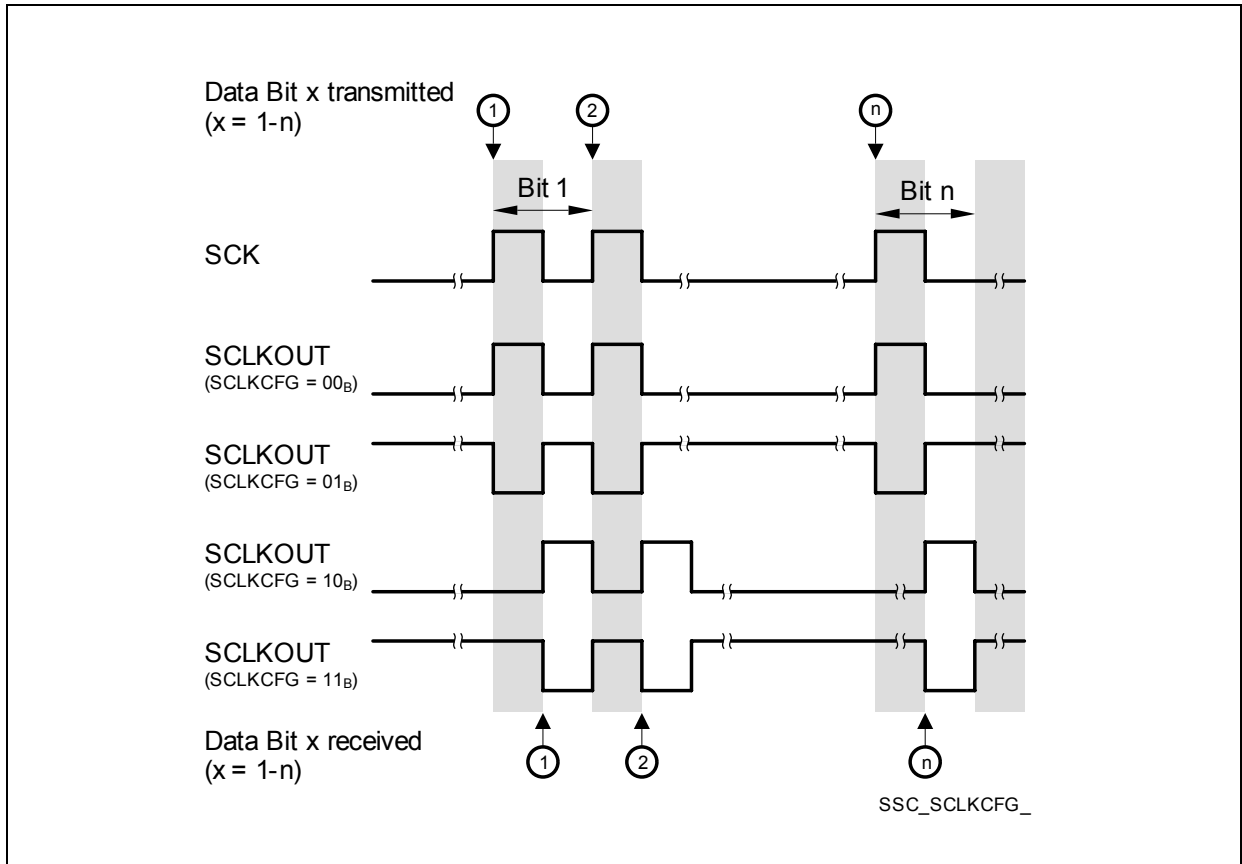 Data Bit x transmitted
(x = 1-n)
1
2
n
Bit 1
Bit n
SCK
SCLKOUT
(SCLKCFG = 00B)
SCLKOUT
(SCLKCFG = 01B)
SCLKOUT
(SCLKCFG = 10B)
SCLKOUT
(SCLKCFG = 11B)
Data Bit x received
(x = 1-n)
1
2
n
SSC_SCLKCFG_